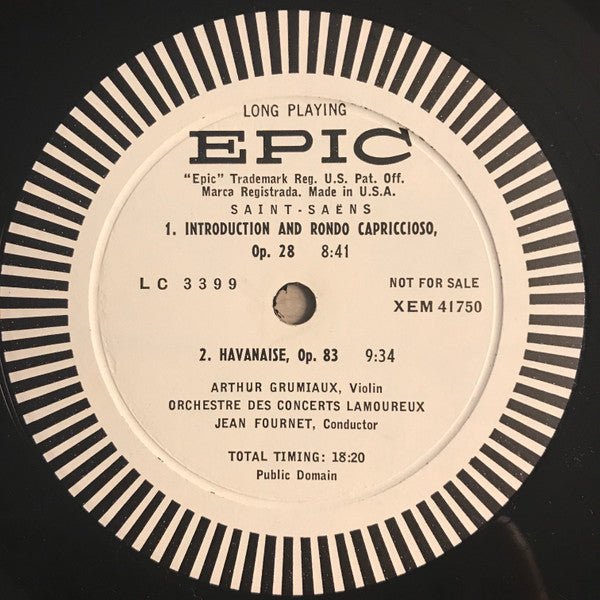 LONG PLAYING
EPIC
"Epic" Trademark Reg. U.S. Pat. Off.
Marca Registrada. Made in U.S.A.
SAINT-SAËNS
1. INTRODUCTION AND RONDO CAPRICCIOSO,
Op. 28 8:41
LC 3399
NOT FOR SALE
XEM 41750
2. HAVANAISE, Op. 83 9:34
ARTHUR GRUMIAUX, Violin
ORCHESTRE DES CONCERTS LAMOUREUX
JEAN FOURNET, Conductor
TOTAL TIMING: 18:20
Public Domain